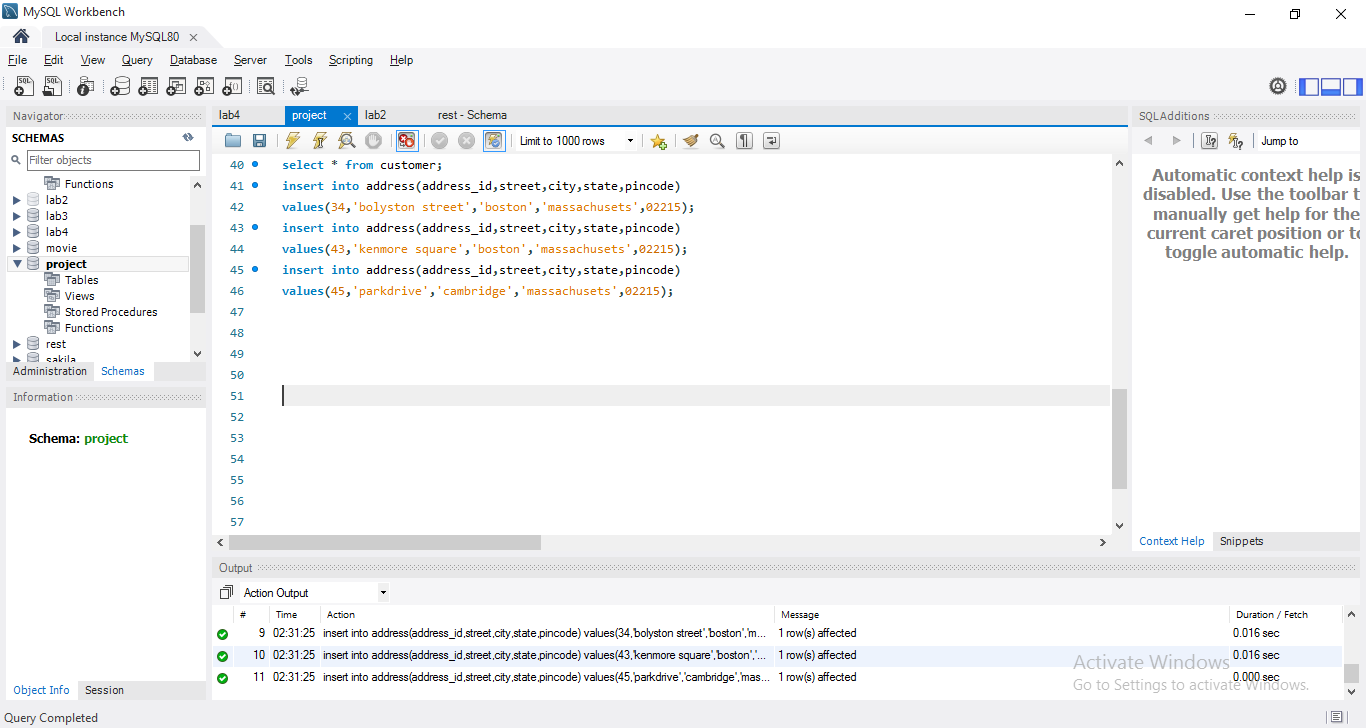 MySQL Workbench
Local instance MySQL80
File Edit View Query Database Server Tools Scripting Help
Navigator
SCHEMAS
Filter objects
Functions
lab2
lab3
lab4
movie
project
Tables
Views
Stored Procedures
Functions
rest
sakila
Administration Schemas
Information
Schema: project
Object Info Session
lab4 project lab2 rest - Schema
Limit to 1000 rows
40 select * from customer;
41 insert into address(address_id,street,city,state,pincode)
42 values(34,'bolyston street','boston','massachusets',02215);
43 insert into address(address_id,street,city,state,pincode)
44 values(43,'kenmore square','boston','massachusets',02215);
45 insert into address(address_id,street,city,state,pincode)
46 values(45,'parkdrive','cambridge','massachusets',02215);
47
48
49
50
51
52
53
54
55
56
57
SQLAdditions
Jump to
Automatic context help is
disabled. Use the toolbar t
manually get help for the
current caret position or to
toggle automatic help.
Context Help Snippets
Output
Action Output
# Time Action Message Duration / Fetch
9 02:31:25 insert into address(address_id,street,city,state,pincode) values(34,'bolyston street','boston','m... 1 row(s) affected 0.016 sec
10 02:31:25 insert into address(address_id,street,city,state,pincode) values(43,'kenmore square','boston','... 1 row(s) affected 0.016 sec
11 02:31:25 insert into address(address_id,street,city,state,pincode) values(45,'parkdrive','cambridge','mas... 1 row(s) affected 0.000 sec
Activate Windows
Go to Settings to activate Windows.
Query Completed